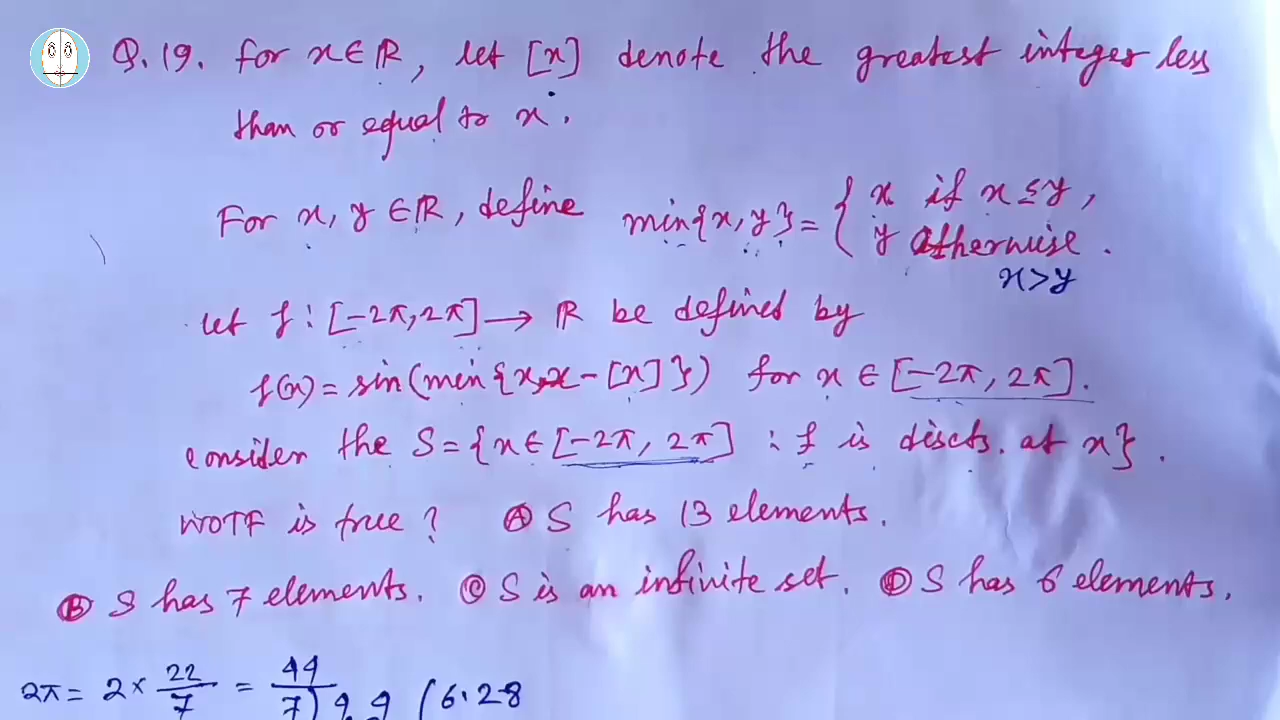 Q.19. For x∈ℝ, let [x] denote the greatest integer less
than or equal to x.
For x, y ∈ℝ, define min{x, y} = { x if x ≤ y,
y otherwise.
x>y
Let f : [-2π, 2π] → ℝ be defined by
f(x) = sin(min{x, x - [x]}) for x ∈ [-2π, 2π].
consider the S = {x ∈ [-2π, 2π] : f is discts. at x}.
WOTF is true? Ⓐ S has 13 elements.
Ⓑ S has 7 elements. Ⓒ S is an infinite set. Ⓓ S has 6 elements.
2π = 2 × 22/7 = 44/7
6.28